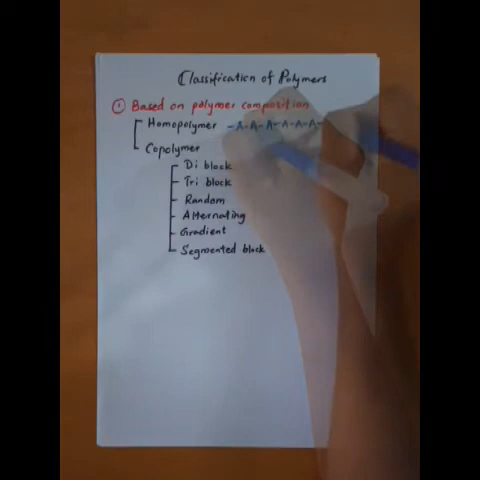 Classification of Polymers
① Based on polymer composition
Homopolymer -A-A-A-A-A-A-
Copolymer
Di block
Tri block
Random
Alternating
Gradient
Segmented block